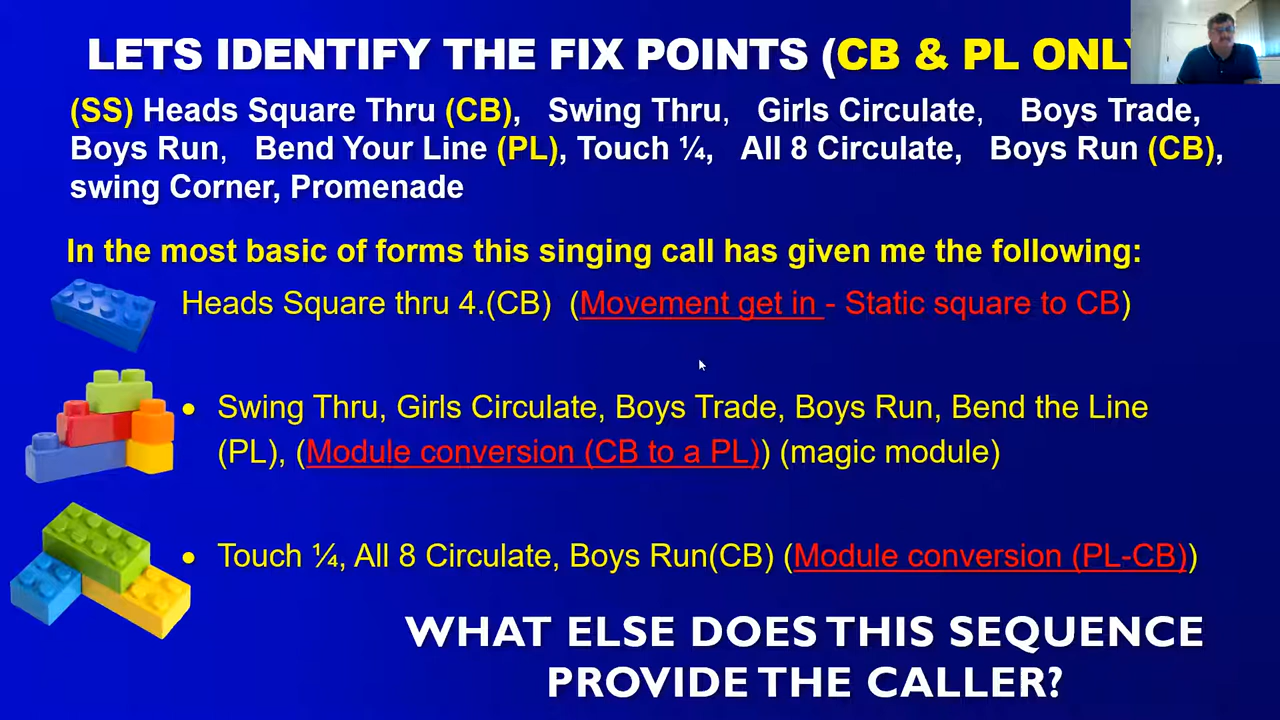 LETS IDENTIFY THE FIX POINTS (CB & PL ONLY
(SS) Heads Square Thru (CB), Swing Thru, Girls Circulate, Boys Trade,
Boys Run, Bend Your Line (PL), Touch ¼, All 8 Circulate, Boys Run (CB),
swing Corner, Promenade
In the most basic of forms this singing call has given me the following:
Heads Square thru 4.(CB) (Movement get in - Static square to CB)
• Swing Thru, Girls Circulate, Boys Trade, Boys Run, Bend the Line
(PL), (Module conversion (CB to a PL)) (magic module)
• Touch ¼, All 8 Circulate, Boys Run(CB) (Module conversion (PL-CB))
WHAT ELSE DOES THIS SEQUENCE
PROVIDE THE CALLER?